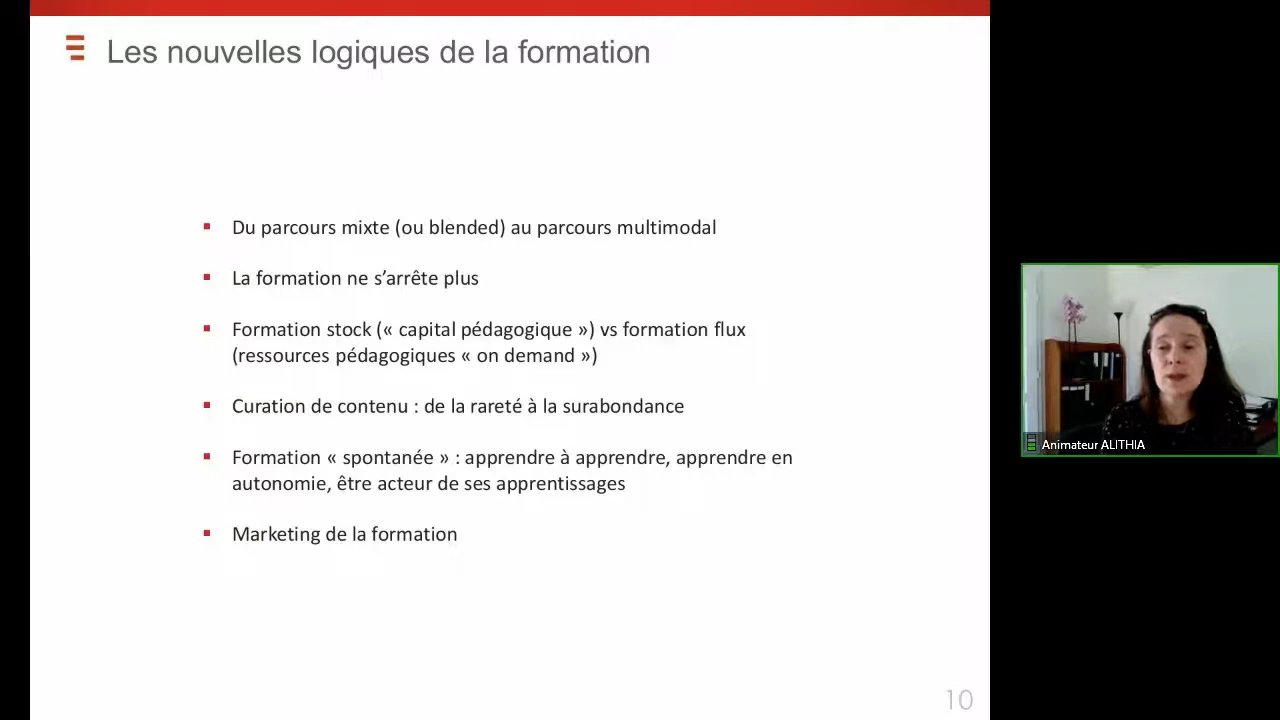 Les nouvelles logiques de la formation
Du parcours mixte (ou blended) au parcours multimodal
La formation ne s’arrête plus
Formation stock (« capital pédagogique ») vs formation flux
(ressources pédagogiques « on demand »)
Curation de contenu : de la rareté à la surabondance
Formation « spontanée » : apprendre à apprendre, apprendre en
autonomie, être acteur de ses apprentissages
Marketing de la formation
10
Animateur ALITHIA